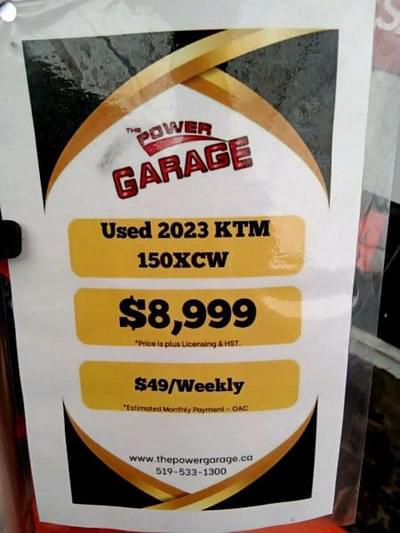 THE
POWER
GARAGE
Used 2023 KTM
150XCW
$8,999
*Price is plus Licensing & HST.
$49/Weekly
*Estimated Monthly Payment - OAC
www.thepowergarage.ca
519-533-1300